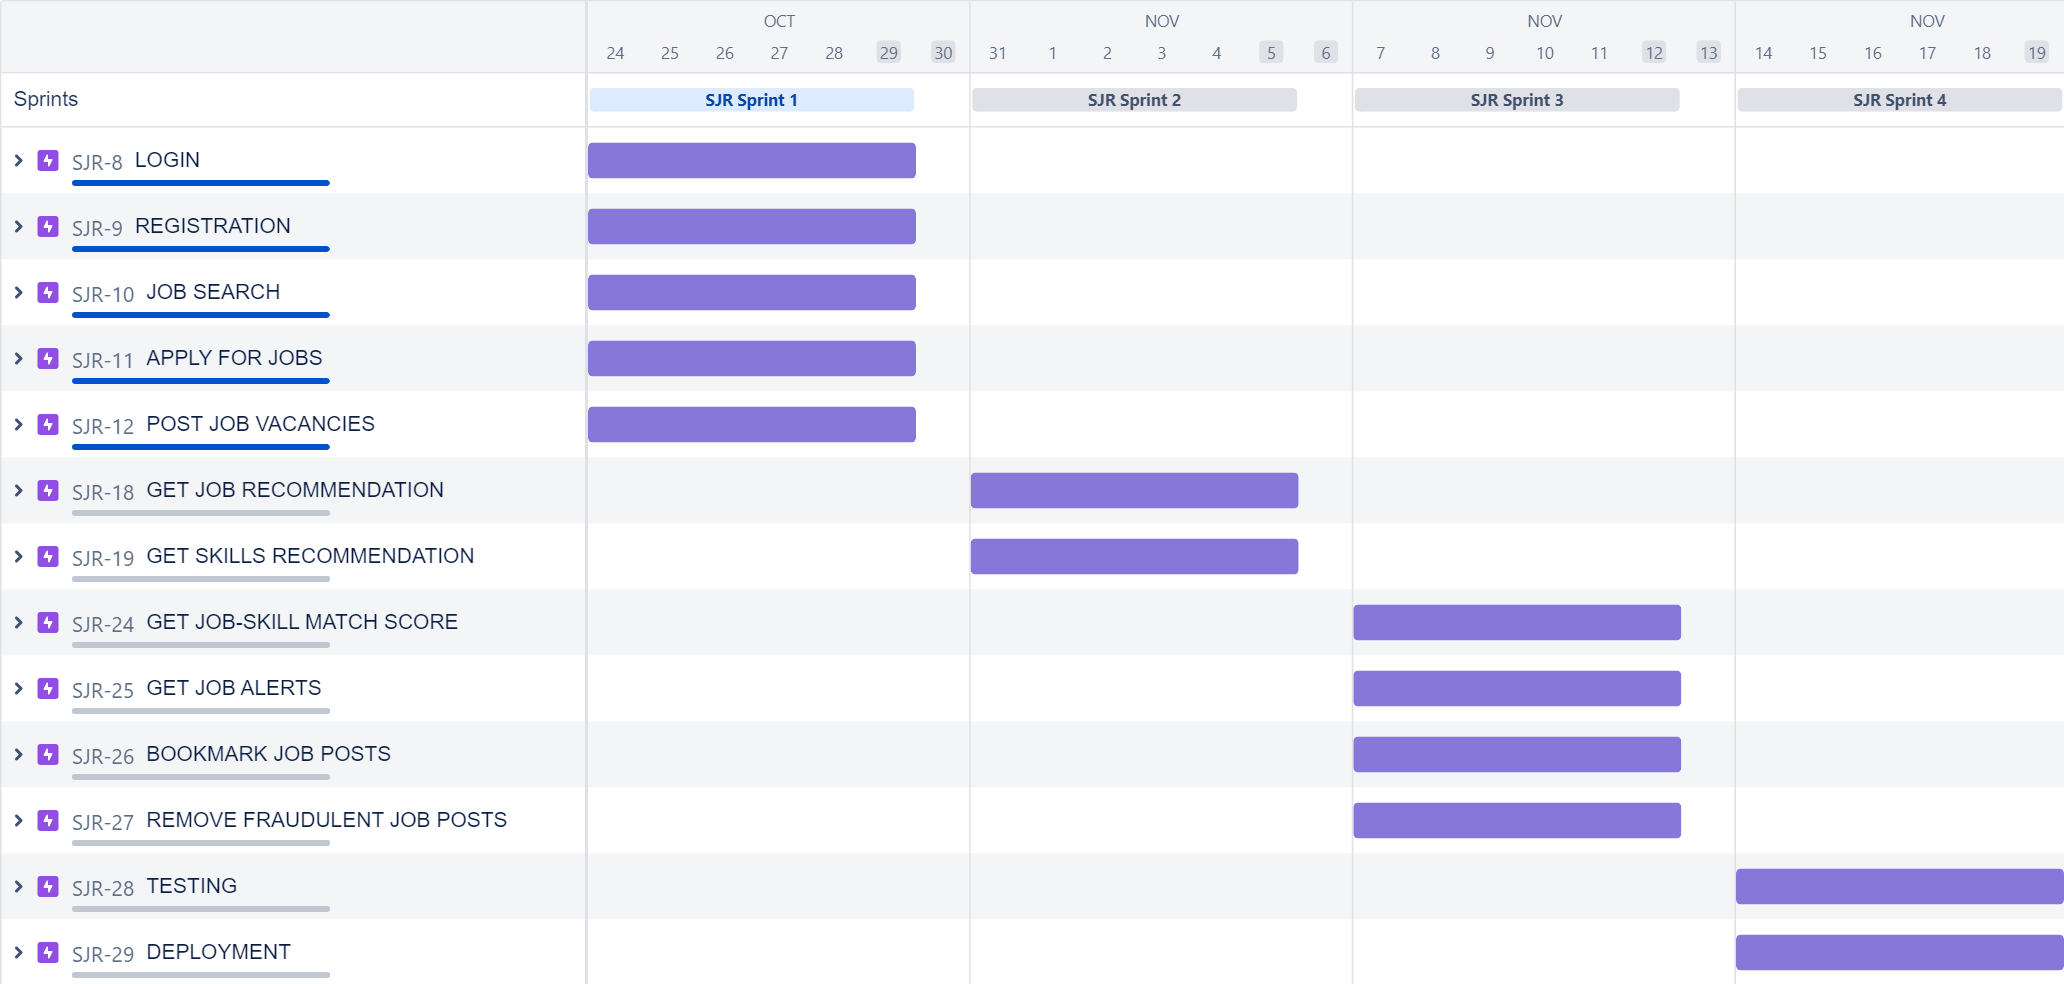 OCT NOV NOV NOV
24 25 26 27 28 29 30 31 1 2 3 4 5 6 7 8 9 10 11 12 13 14 15 16 17 18 19
Sprints SJR Sprint 1 SJR Sprint 2 SJR Sprint 3 SJR Sprint 4
SJR-8 LOGIN
SJR-9 REGISTRATION
SJR-10 JOB SEARCH
SJR-11 APPLY FOR JOBS
SJR-12 POST JOB VACANCIES
SJR-18 GET JOB RECOMMENDATION
SJR-19 GET SKILLS RECOMMENDATION
SJR-24 GET JOB-SKILL MATCH SCORE
SJR-25 GET JOB ALERTS
SJR-26 BOOKMARK JOB POSTS
SJR-27 REMOVE FRAUDULENT JOB POSTS
SJR-28 TESTING
SJR-29 DEPLOYMENT